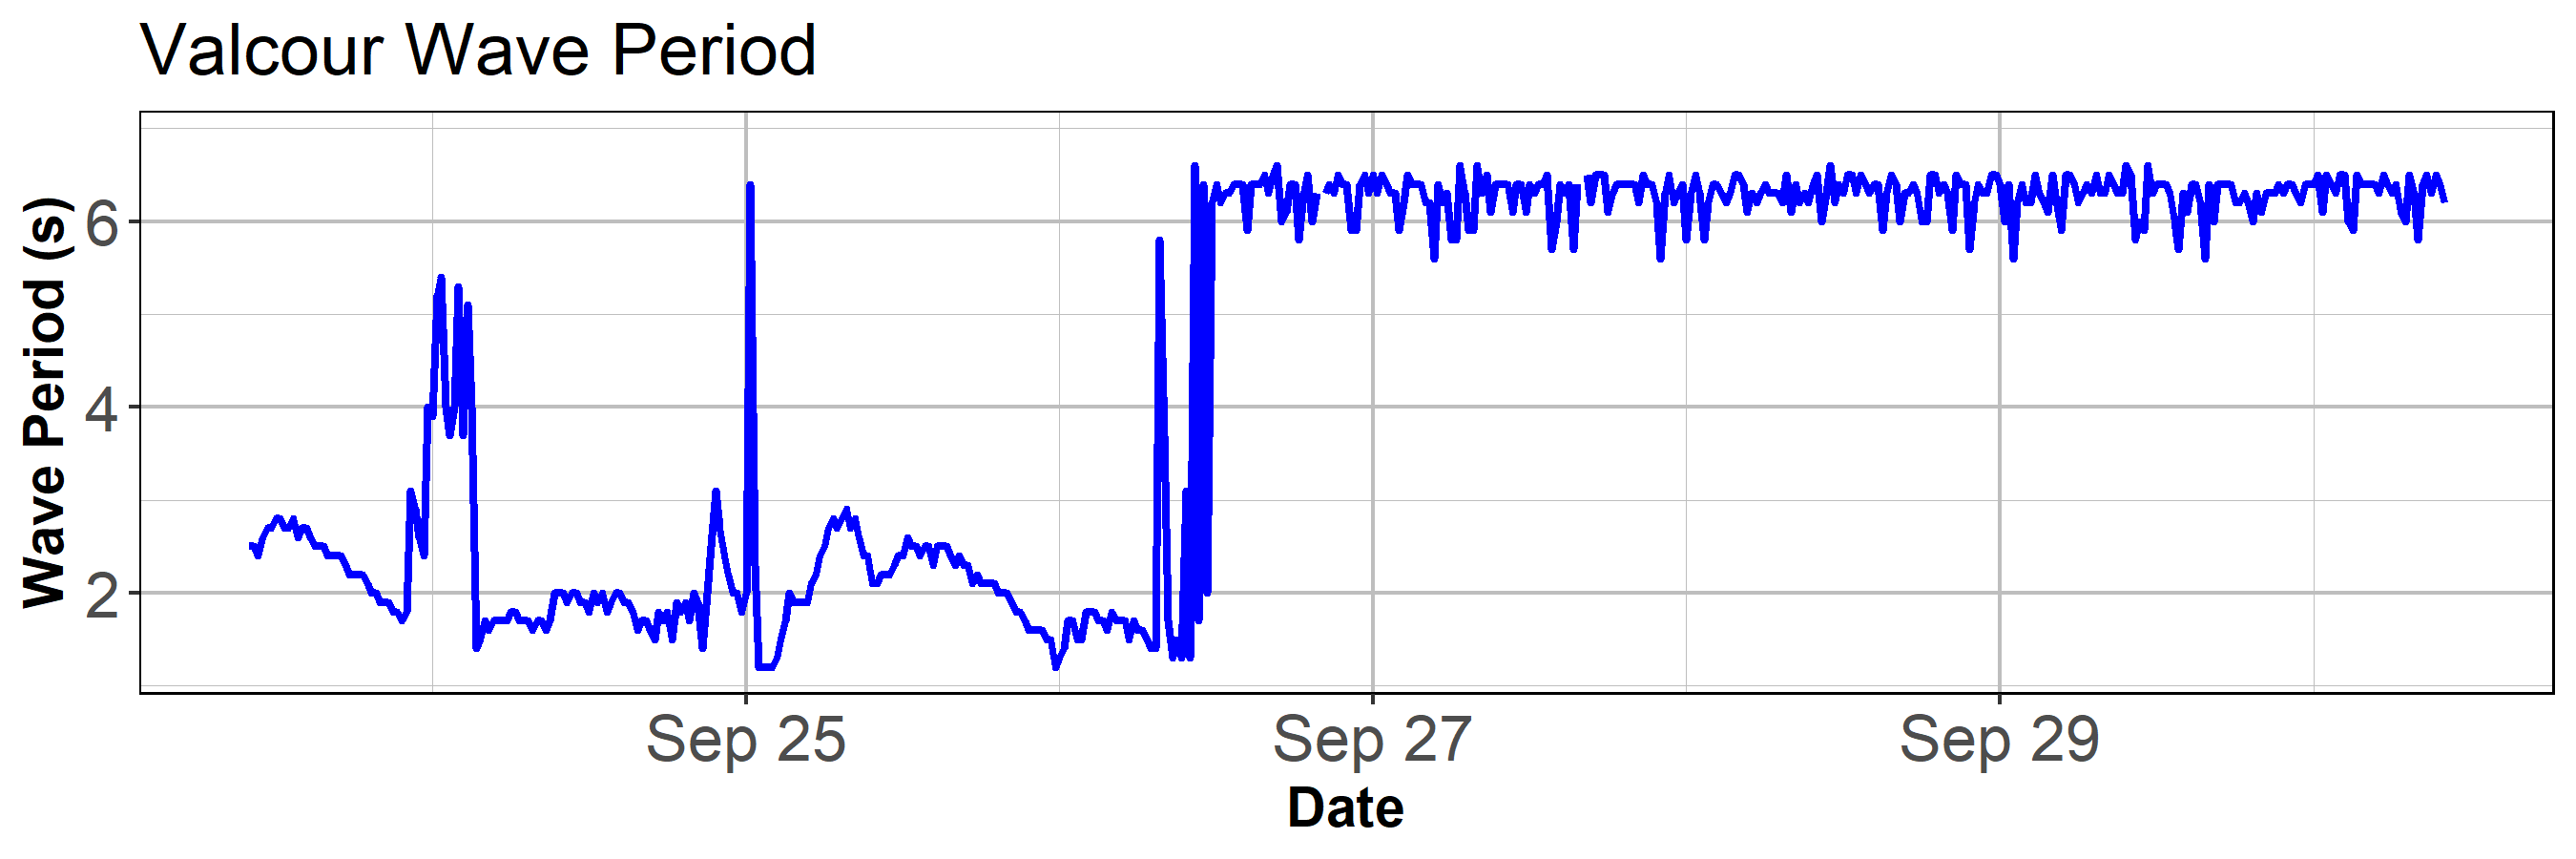 Valcour Wave Period
Wave Period (s)
6
4
2
Sep 25
Sep 27
Sep 29
Date